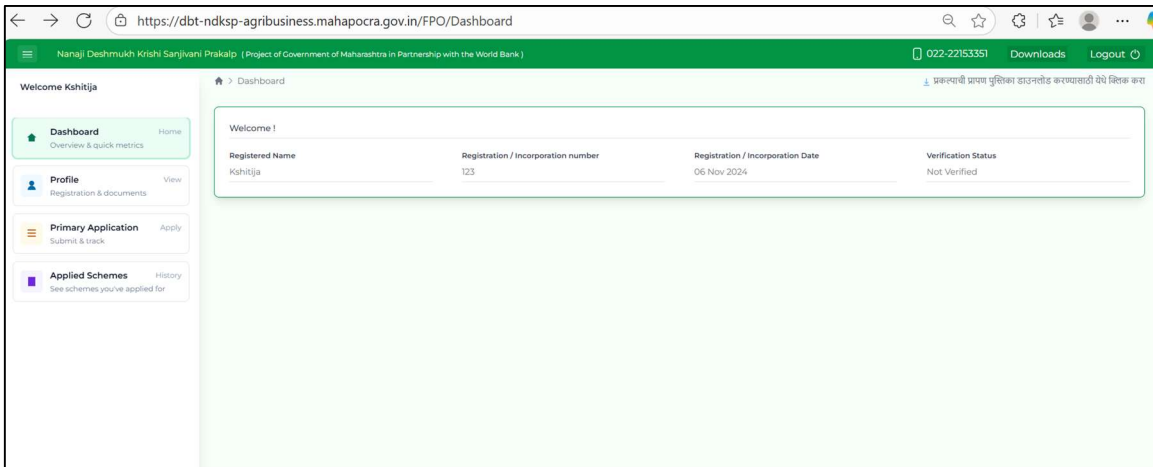 https://dbt-ndksp-agribusiness.mahapocra.gov.in/FPO/Dashboard
Nanaji Deshmukh Krishi Sanjivani Prakalp ( Project of Government of Maharashtra in Partnership with the World Bank ) 022-22153351 Downloads Logout
Welcome Kshitija
> Dashboard प्रकल्पाची प्रापण पुस्तिका डाउनलोड करण्यासाठी येथे क्लिक करा
Dashboard Home
Overview & quick metrics
Profile View
Registration & documents
Primary Application Apply
Submit & track
Applied Schemes History
See schemes you've applied for
Welcome !
Registered Name Registration / Incorporation number Registration / Incorporation Date Verification Status
Kshitija 123 06 Nov 2024 Not Verified